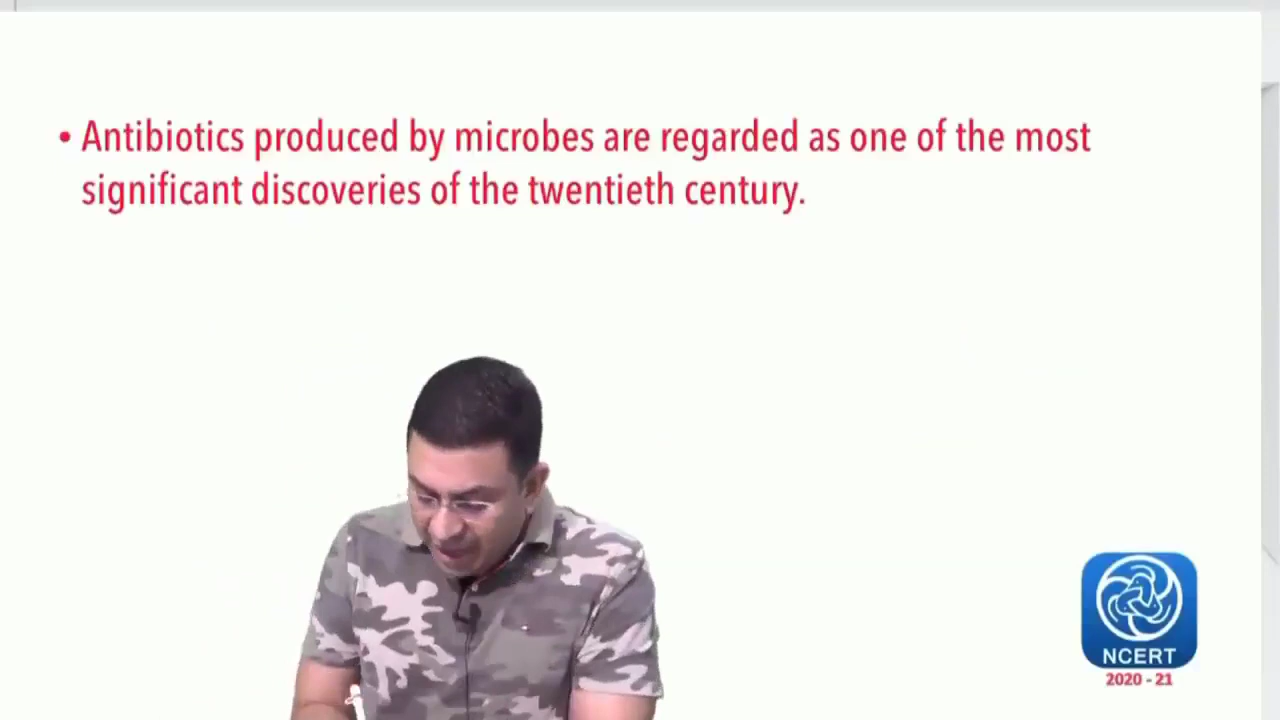 • Antibiotics produced by microbes are regarded as one of the most
significant discoveries of the twentieth century.
NCERT
2020 - 21